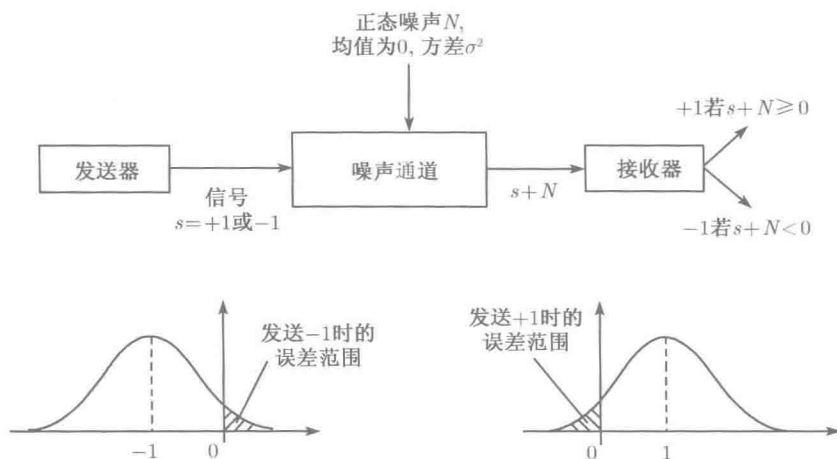 正态噪声N,
均值为0, 方差σ²
+1若s+N≥0
发送器
噪声通道
接收器
信号
s=+1或-1
s+N
-1若s+N<0
发送-1时的
误差范围
发送+1时的
误差范围
-1
0
0
1